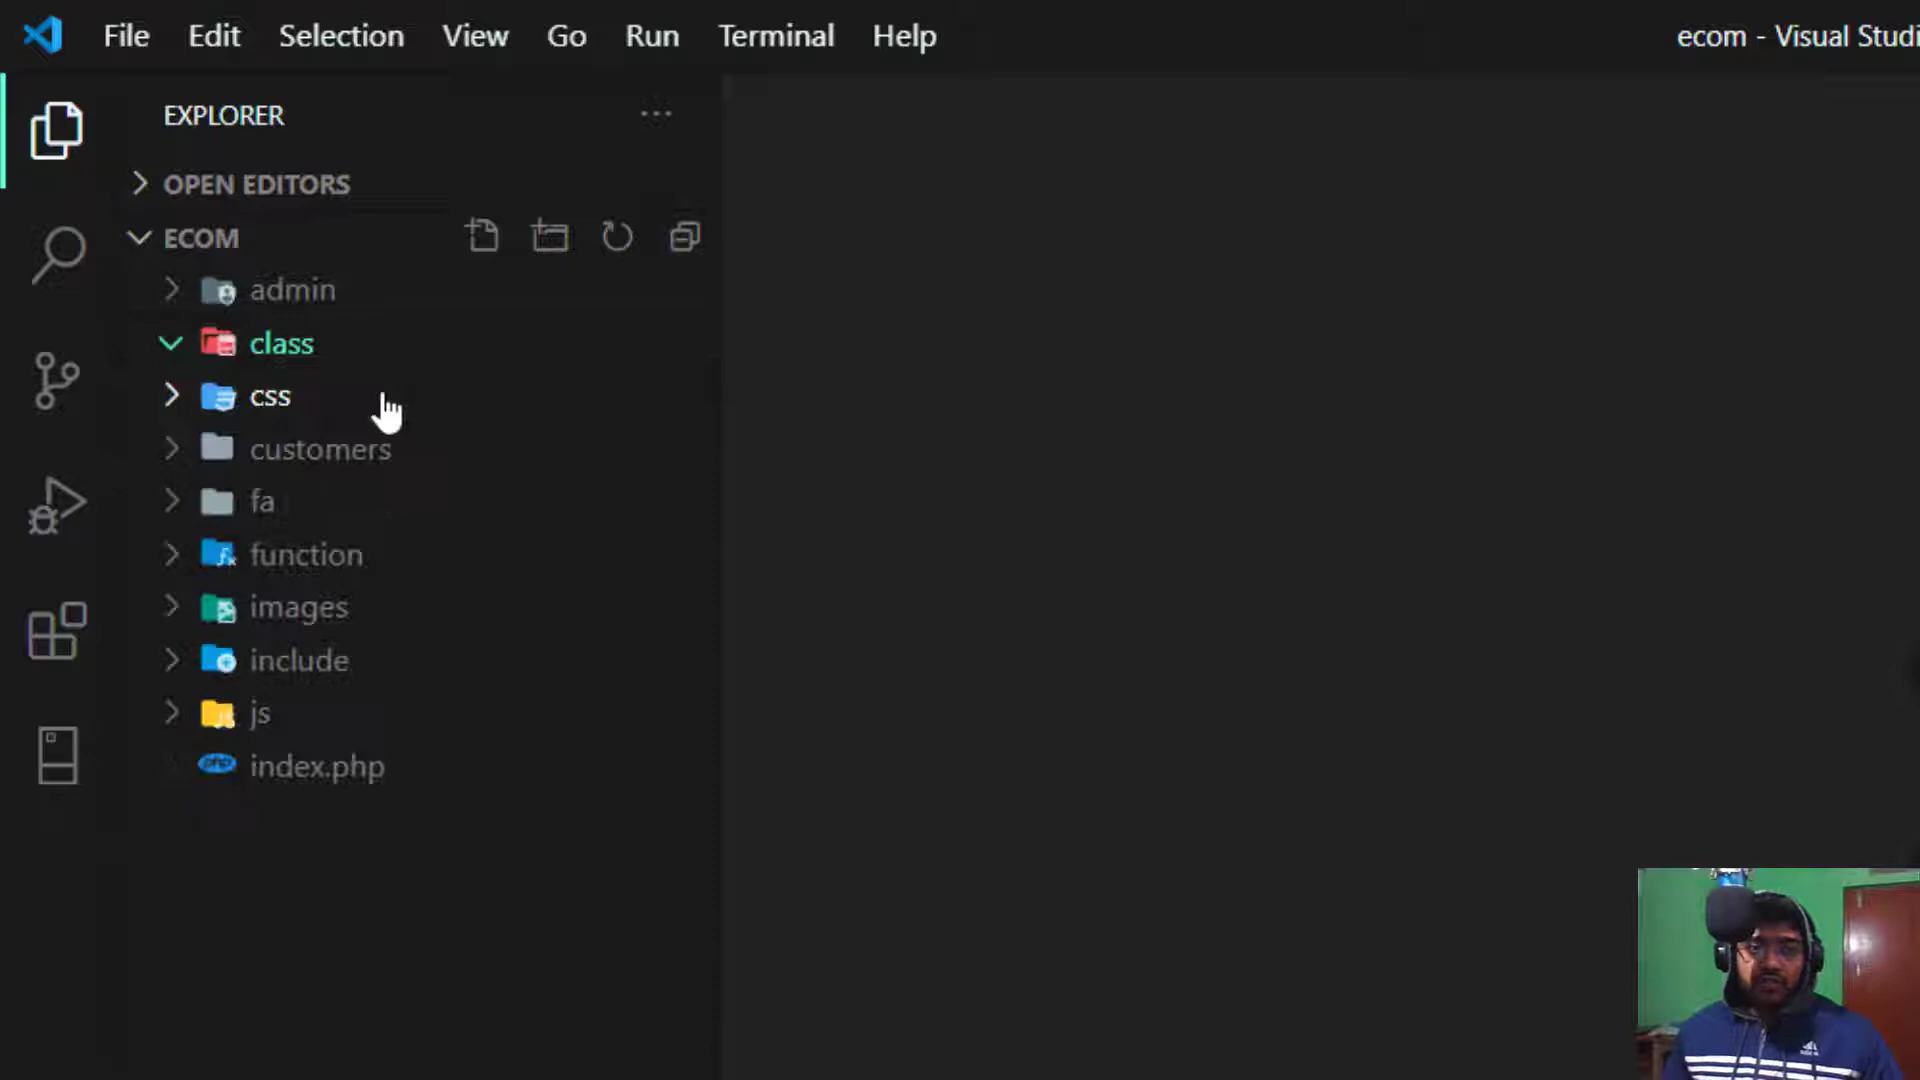 File Edit Selection View Go Run Terminal Help
ecom - Visual Studi
EXPLORER
OPEN EDITORS
ECOM
admin
class
css
customers
fa
function
images
include
js
php index.php